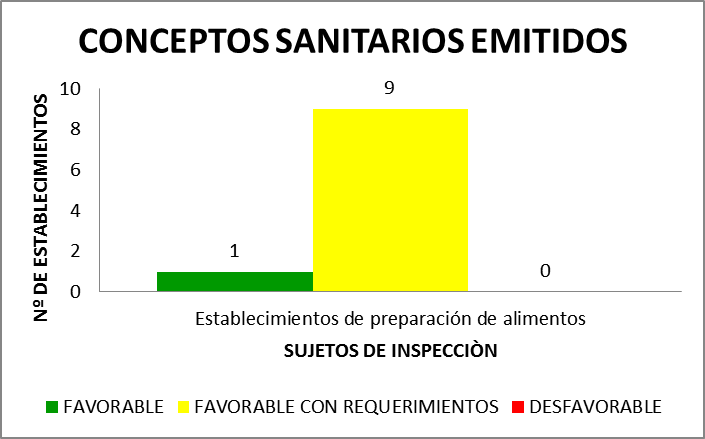 CONCEPTOS SANITARIOS EMITIDOS
Nº DE ESTABLECIMIENTOS
10
8
6
4
2
0
1
9
0
Establecimientos de preparación de alimentos
SUJETOS DE INSPECCIÒN
FAVORABLE
FAVORABLE CON REQUERIMIENTOS
DESFAVORABLE